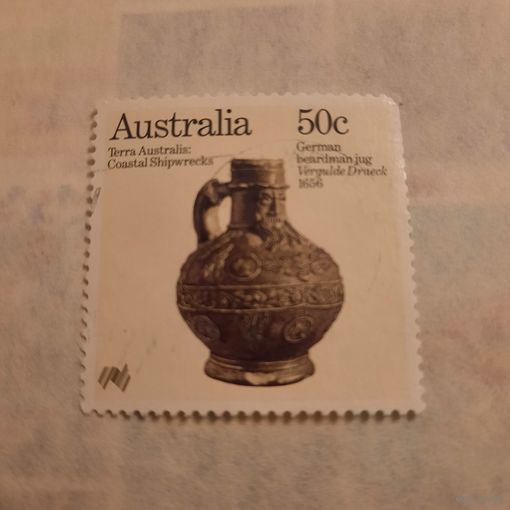 Australia 50c
Terra Australis:
Coastal Shipwrecks
German
beardman jug
Vergulde Draeck
1656